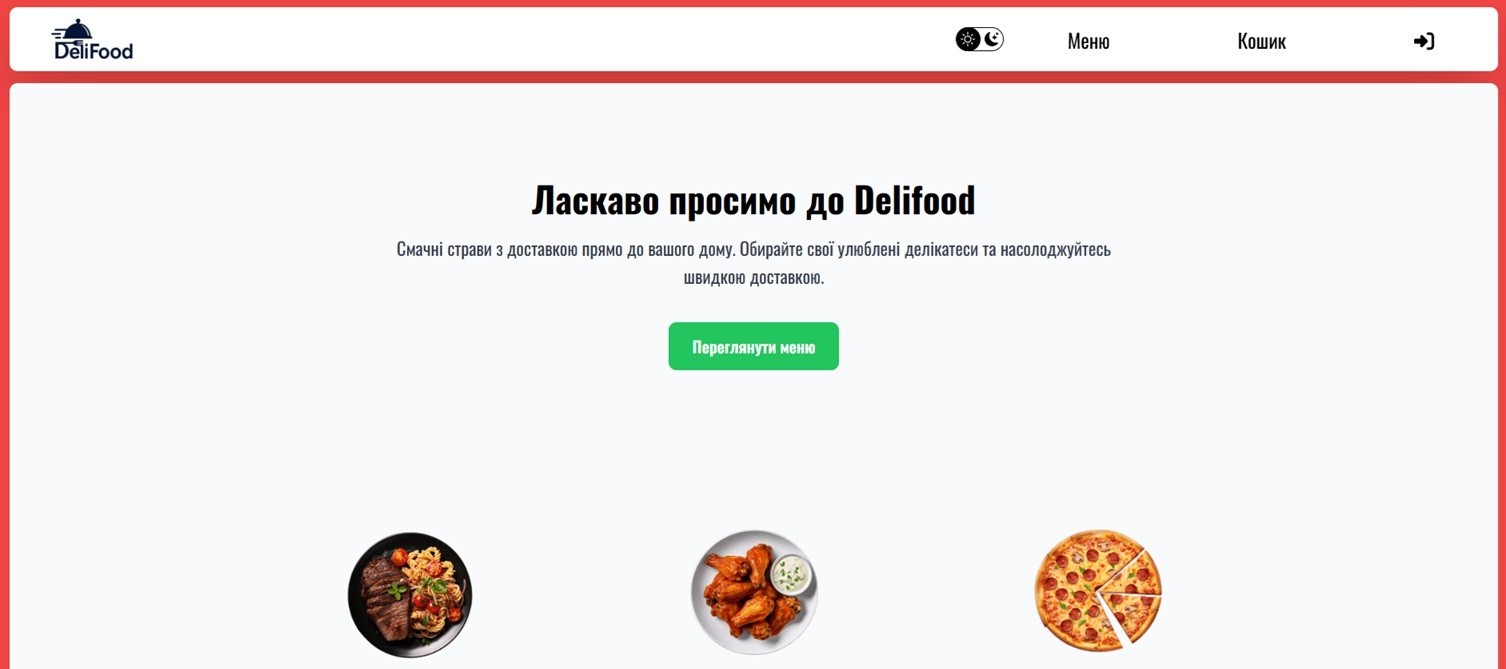 DeliFood
Меню
Кошик
Ласкаво просимо до Delifood
Смачні страви з доставкою прямо до вашого дому. Обирайте свої улюблені делікатеси та насолоджуйтесь
швидкою доставкою.
Переглянути меню